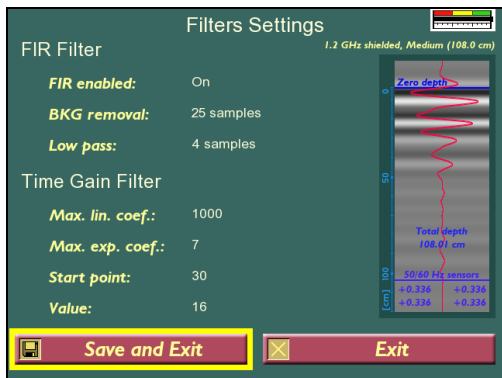 Filters Settings
1.2 GHz shielded, Medium (108.0 cm)
FIR Filter
FIR enabled: On
BKG removal: 25 samples
Low pass: 4 samples
Time Gain Filter
Max. lin. coef.: 1000
Max. exp. coef.: 7
Start point: 30
Value: 16
Zero depth
0
50
100
[cm]
Total depth
108.01 cm
50/60 Hz sensors
+0.336 +0.336
+0.336 +0.336
Save and Exit
Exit